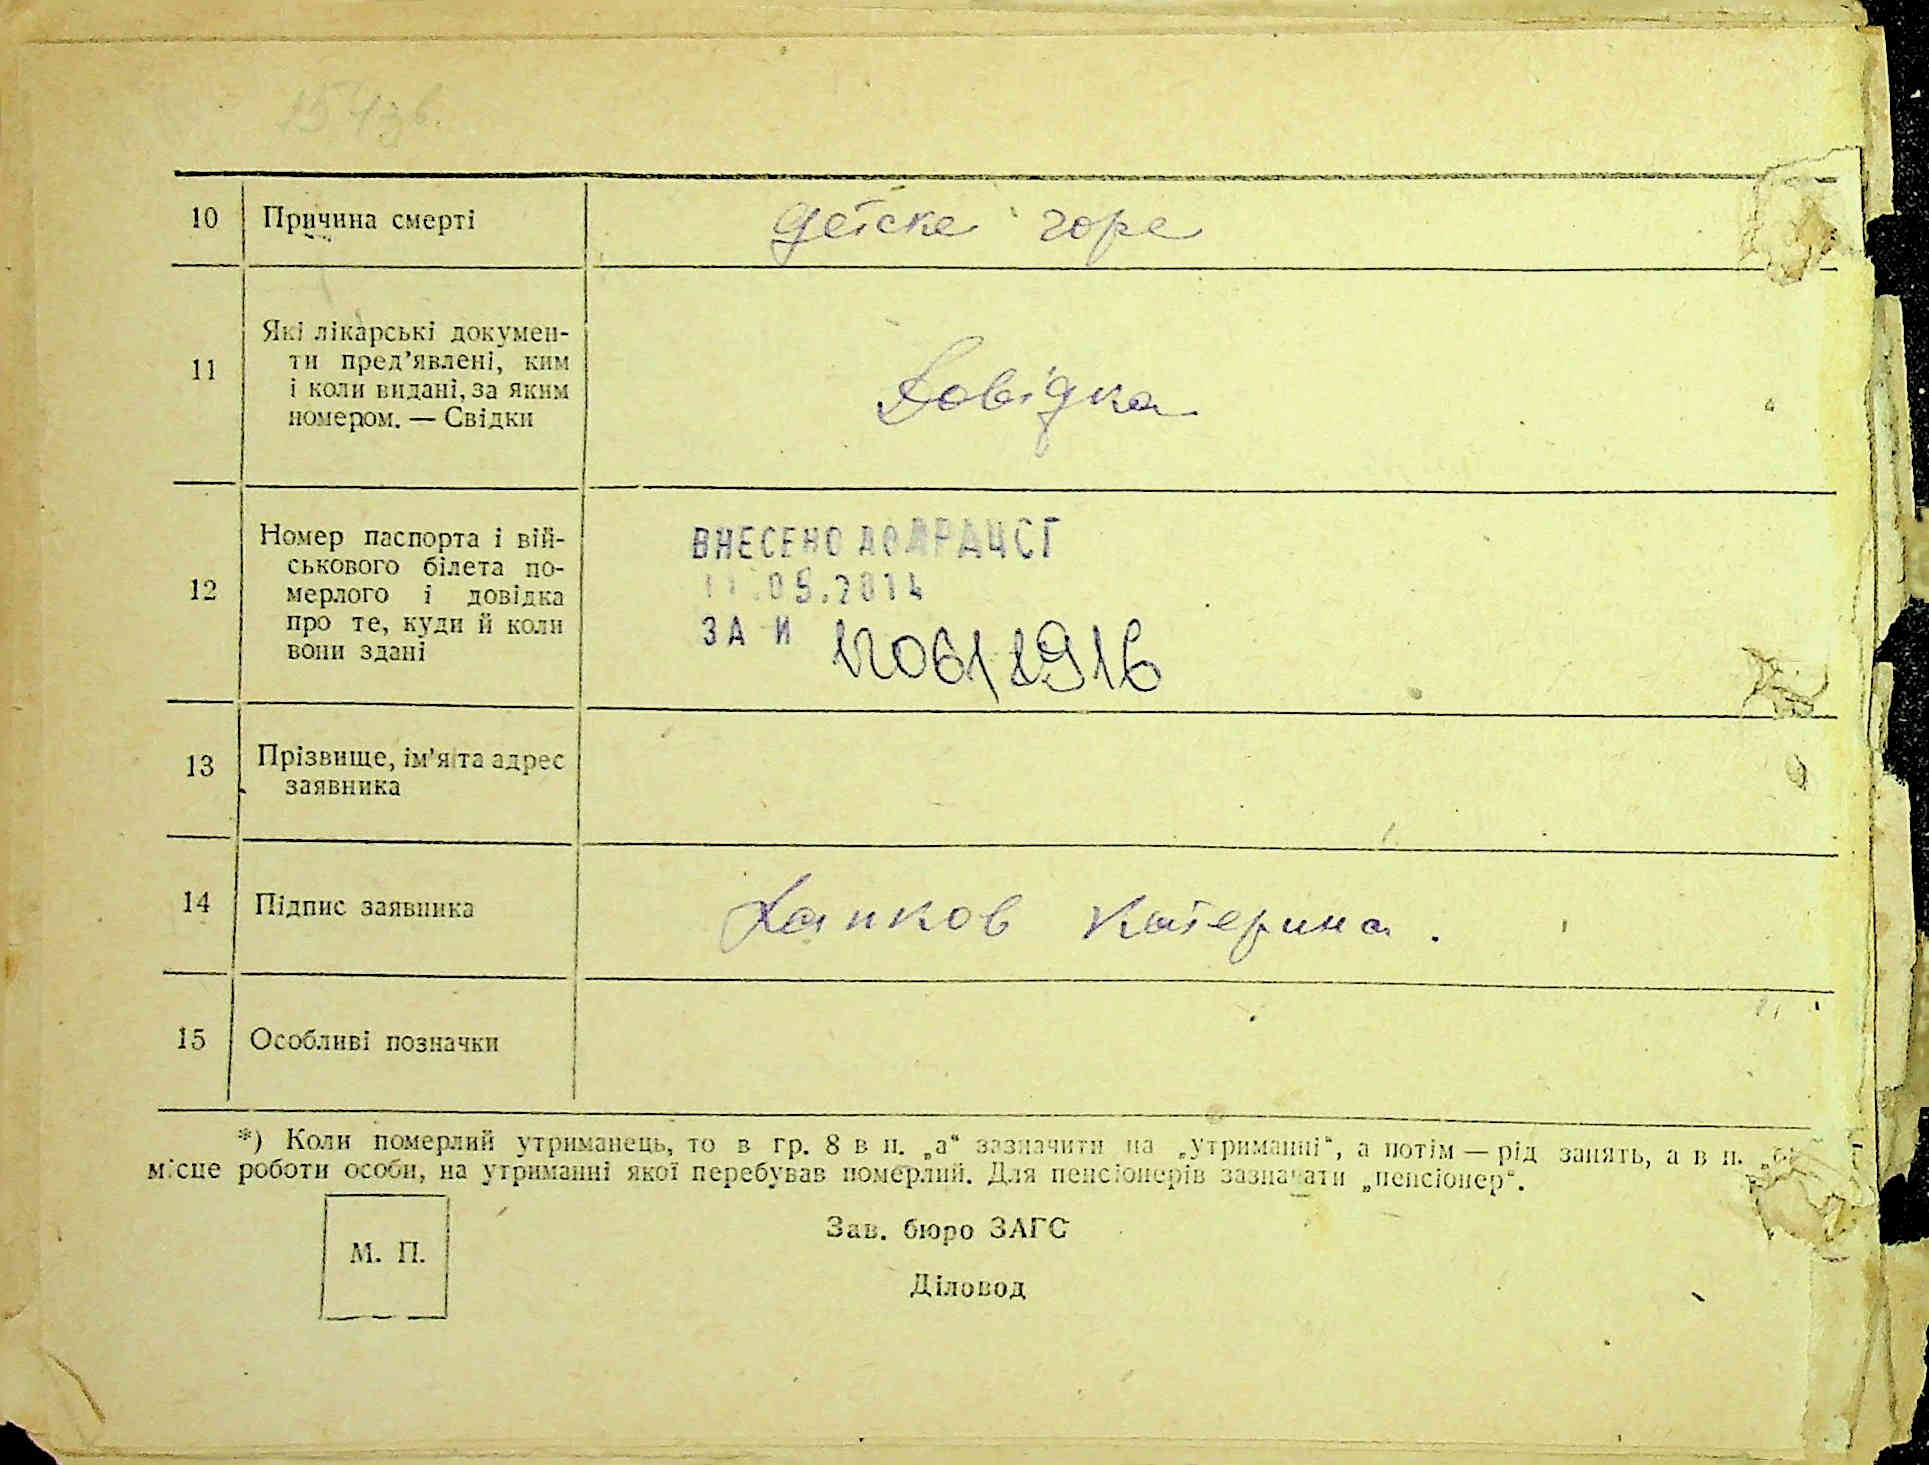 10 Причина смерті детске горе
11 Які лікарські докумен-
ти пред’явлені, ким
і коли видані, за яким
номером. — Свідки
Довідка
12 Номер паспорта і вій-
ськового білета по-
мерлого і довідка
про те, куди й коли
вони здані
ВНЕСЕНО ДО ДРАЦСГ
05.2014
ЗА И
13 Прізвище, ім’я та адрес
заявника
14 Підпис заявника Катерина.
15 Особливі позначки
*) Коли померлий утриманець, то в гр. 8 в п. „а“ зазначити на „утриманні“, а потім — рід занять, а в п.
місце роботи особи, на утриманні якої перебував померлий. Для пенсіонерів зазначати „пенсіонер“.
М. П.
Зав. бюро ЗАГС
Діловод